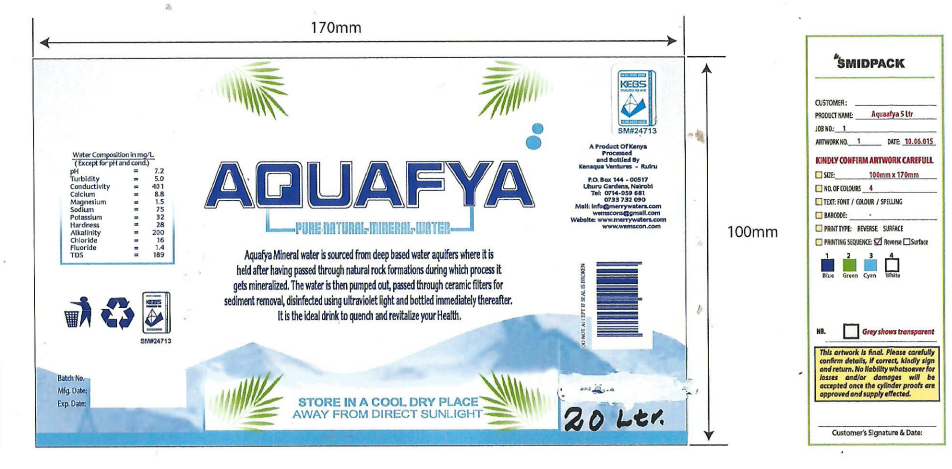 170mm
KEBS
SM#24713
A Product Of Kenya
Processed
and Bottled By
Kenaqua Ventures - Ruiru
P.O. Box 144 - 00517
Uhuru Gardens, Nairobi
Tel: 0714-059 681
0733 732 090
Mail: info@merrywaters.com
wemsscons@gmail.com
Website: www.merrywaters.com
www.wemscon.com
Water Composition in mg/L
(Except for pH and cond.)
pH = 7.2
Turbidity = 5.0
Conductivity = 401
Calcium = 8.8
Magnesium = 1.5
Sodium = 75
Potassium = 32
Hardness = 28
Alkalinity = 200
Chloride = 16
Fluoride = 1.4
TDS = 189
AQUAFYA
PURE-NATURAL-MINERAL-WATER
Aquafya Mineral water is sourced from deep based water aquifers where it is
held after having passed through natural rock formations during which process it
gets mineralized. The water is then pumped out, passed through ceramic filters for
sediment removal, disinfected using ultraviolet light and bottled immediately thereafter.
It is the ideal drink to quench and revitalize your Health.
SM#24713
DO NOT ACCEPT IF SEAL IS BROKEN
Batch No.
Mfg. Date;
Exp. Date;
STORE IN A COOL DRY PLACE
AWAY FROM DIRECT SUNLIGHT
20 Ltr.
100mm
SMIDPACK
CUSTOMER :
PRODUCT NAME: Aquaafya 5 Ltr
JOB NO.: 1
ARTWORK NO. 1 DATE: 10.06.015
KINDLY CONFIRM ARTWORK CAREFULL
SIZE: 100mm x 170mm
NO. OF COLOURS 4
TEXT: FONT / COLOUR / SPELLING
BARCODE: -
PRINT TYPE: REVERSE SURFACE
PRINTING SEQUENCE: Reverse Surface
1 2 3 4
Blue Green Cyan White
NB. Grey shows transparent
This artwork is final. Please carefully
confirm details, if correct, kindly sign
and return. No liability whatsoever for
losses and/or damages will be
accepted once the cylinder proofs are
approved and supply effected.
Customer's Signature & Date: